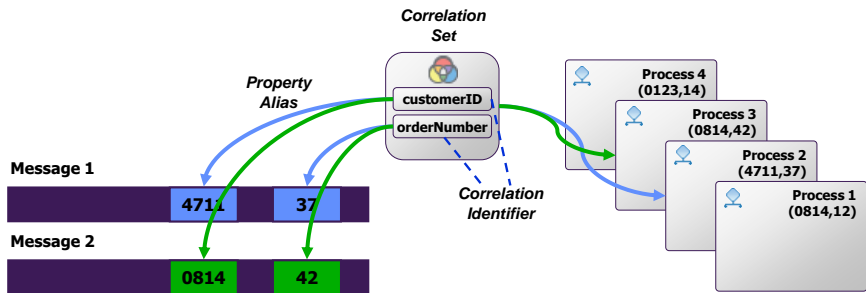 Correlation
Set
Property
Alias
customerID
orderNumber
Correlation
Identifier
Process 4
(0123,14)
Process 3
(0814,42)
Process 2
(4711,37)
Process 1
(0814,12)
Message 1
4711
37
Message 2
0814
42